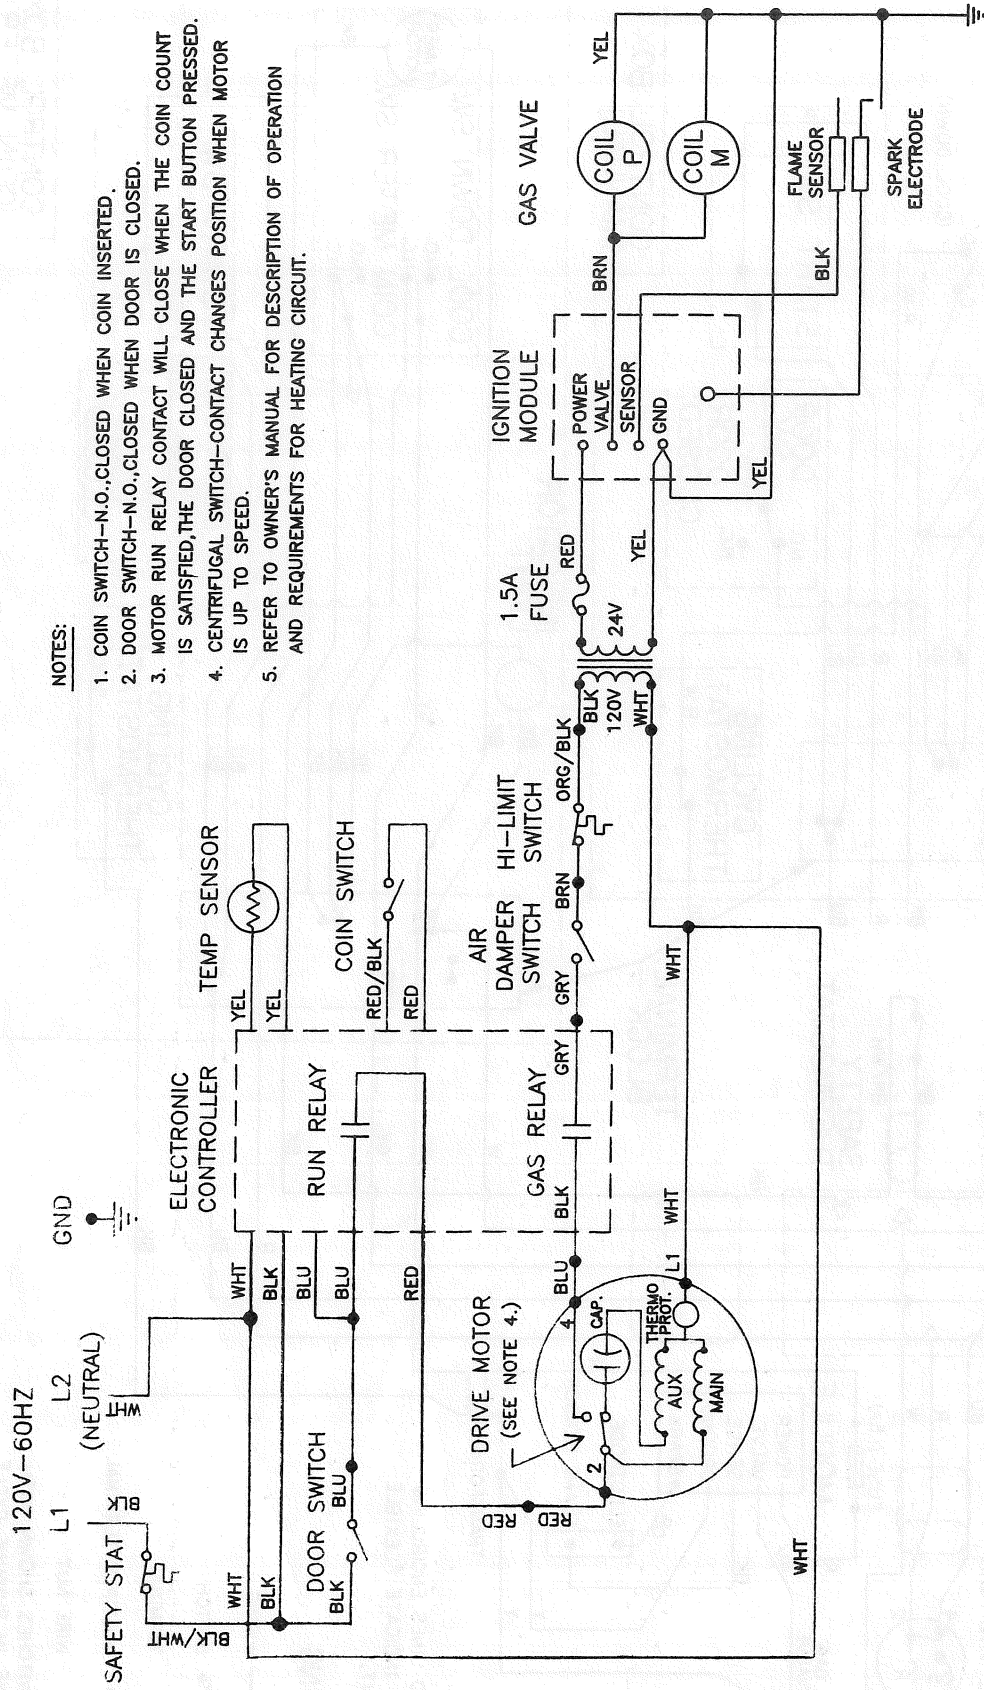 120V-60HZ
L1
L2
(NEUTRAL)
GND
BLK
WHT
SAFETY STAT
BLK/WHT
WHT
BLK
DOOR SWITCH
BLK
BLU
WHT
BLK
BLU
BLU
RED
ELECTRONIC
CONTROLLER
RUN RELAY
GAS RELAY
BLK
GRY
YEL
YEL
TEMP SENSOR
RED/BLK
RED
COIN SWITCH
NOTES:
1. COIN SWITCH-N.O.,CLOSED WHEN COIN INSERTED.
2. DOOR SWITCH-N.O.,CLOSED WHEN DOOR IS CLOSED.
3. MOTOR RUN RELAY CONTACT WILL CLOSE WHEN THE COIN COUNT
IS SATISFIED,THE DOOR CLOSED AND THE START BUTTON PRESSED.
4. CENTRIFUGAL SWITCH-CONTACT CHANGES POSITION WHEN MOTOR
IS UP TO SPEED.
5. REFER TO OWNER'S MANUAL FOR DESCRIPTION OF OPERATION
AND REQUIREMENTS FOR HEATING CIRCUIT.
DRIVE MOTOR
(SEE NOTE 4.)
RED
RED
2
4
BLU
CAP.
THERMO
PROT.
L1
AUX
MAIN
WHT
WHT
WHT
GRY
AIR
DAMPER
SWITCH
BRN
HI-LIMIT
SWITCH
ORG/BLK
BLK
120V
WHT
24V
1.5A
FUSE
RED
YEL
IGNITION
MODULE
POWER
VALVE
SENSOR
GND
YEL
BRN
GAS VALVE
COIL
P
COIL
M
YEL
BLK
FLAME
SENSOR
SPARK
ELECTRODE